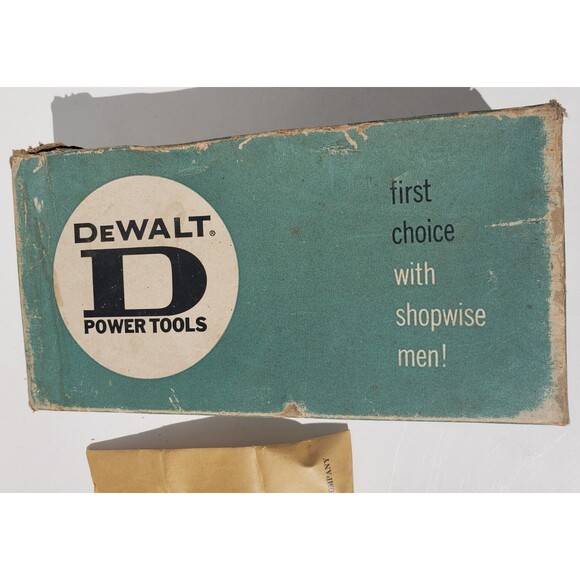 DEWALT®
D
POWER TOOLS
first
choice
with
shopwise
men!